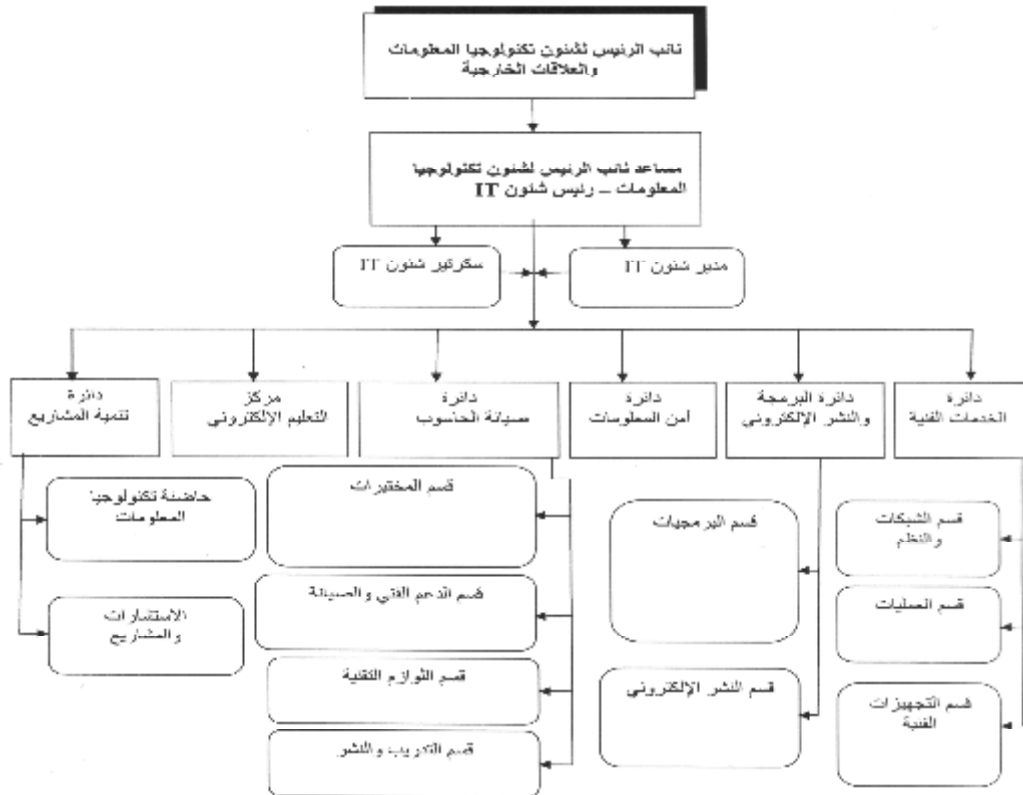 نائب الرئيس لشئون تكنولوجيا المعلومات
والعلاقات الخارجية
مساعد نائب الرئيس لشئون تكنولوجيا
المعلومات – رئيس شئون IT
مدير شئون IT
سكرتير شئون IT
دائرة
الخدمات الفنية
دائرة البرمجة
والنشر الإلكتروني
دائرة
أمن المعلومات
دائرة
صيانة الحاسوب
مركز
التعليم الإلكتروني
دائرة
تنمية المشاريع
قسم الشبكات
والنظم
قسم العمليات
قسم التجهيزات
الفنية
قسم البرمجيات
قسم النشر الإلكتروني
قسم المختبرات
قسم الدعم الفني والصيانة
قسم اللوازم التقنية
قسم التدريب والنشر
حاضنة تكنولوجيا
المعلومات
الاستشارات
والمشاريع